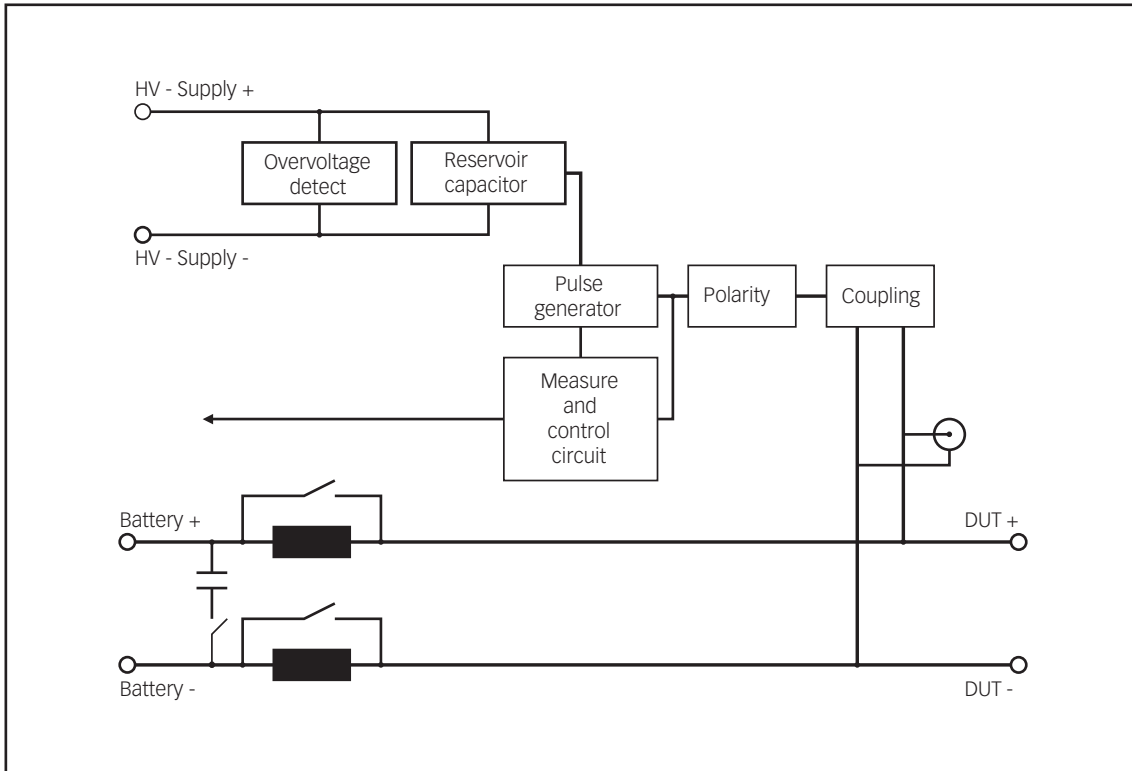 HV - Supply +
Overvoltage
detect
Reservoir
capacitor
HV - Supply -
Pulse
generator
Polarity
Coupling
Measure
and
control
circuit
Battery +
DUT +
Battery -
DUT -